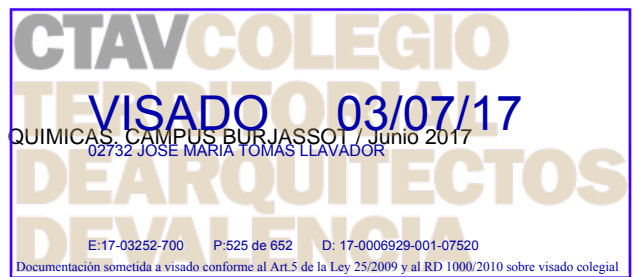 CTAVCOLEGIO
TERRITORIAL
VISADO 03/07/17
QUIMICAS. CAMPUS BURJASSOT / Junio 2017
02732 JOSE MARIA TOMAS LLAVADOR
DEARQUITECTOS
DEVALENCIA
E:17-03252-700 P:525 de 652 D: 17-0006929-001-07520
Documentación sometida a visado conforme al Art.5 de la Ley 25/2009 y al RD 1000/2010 sobre visado colegial